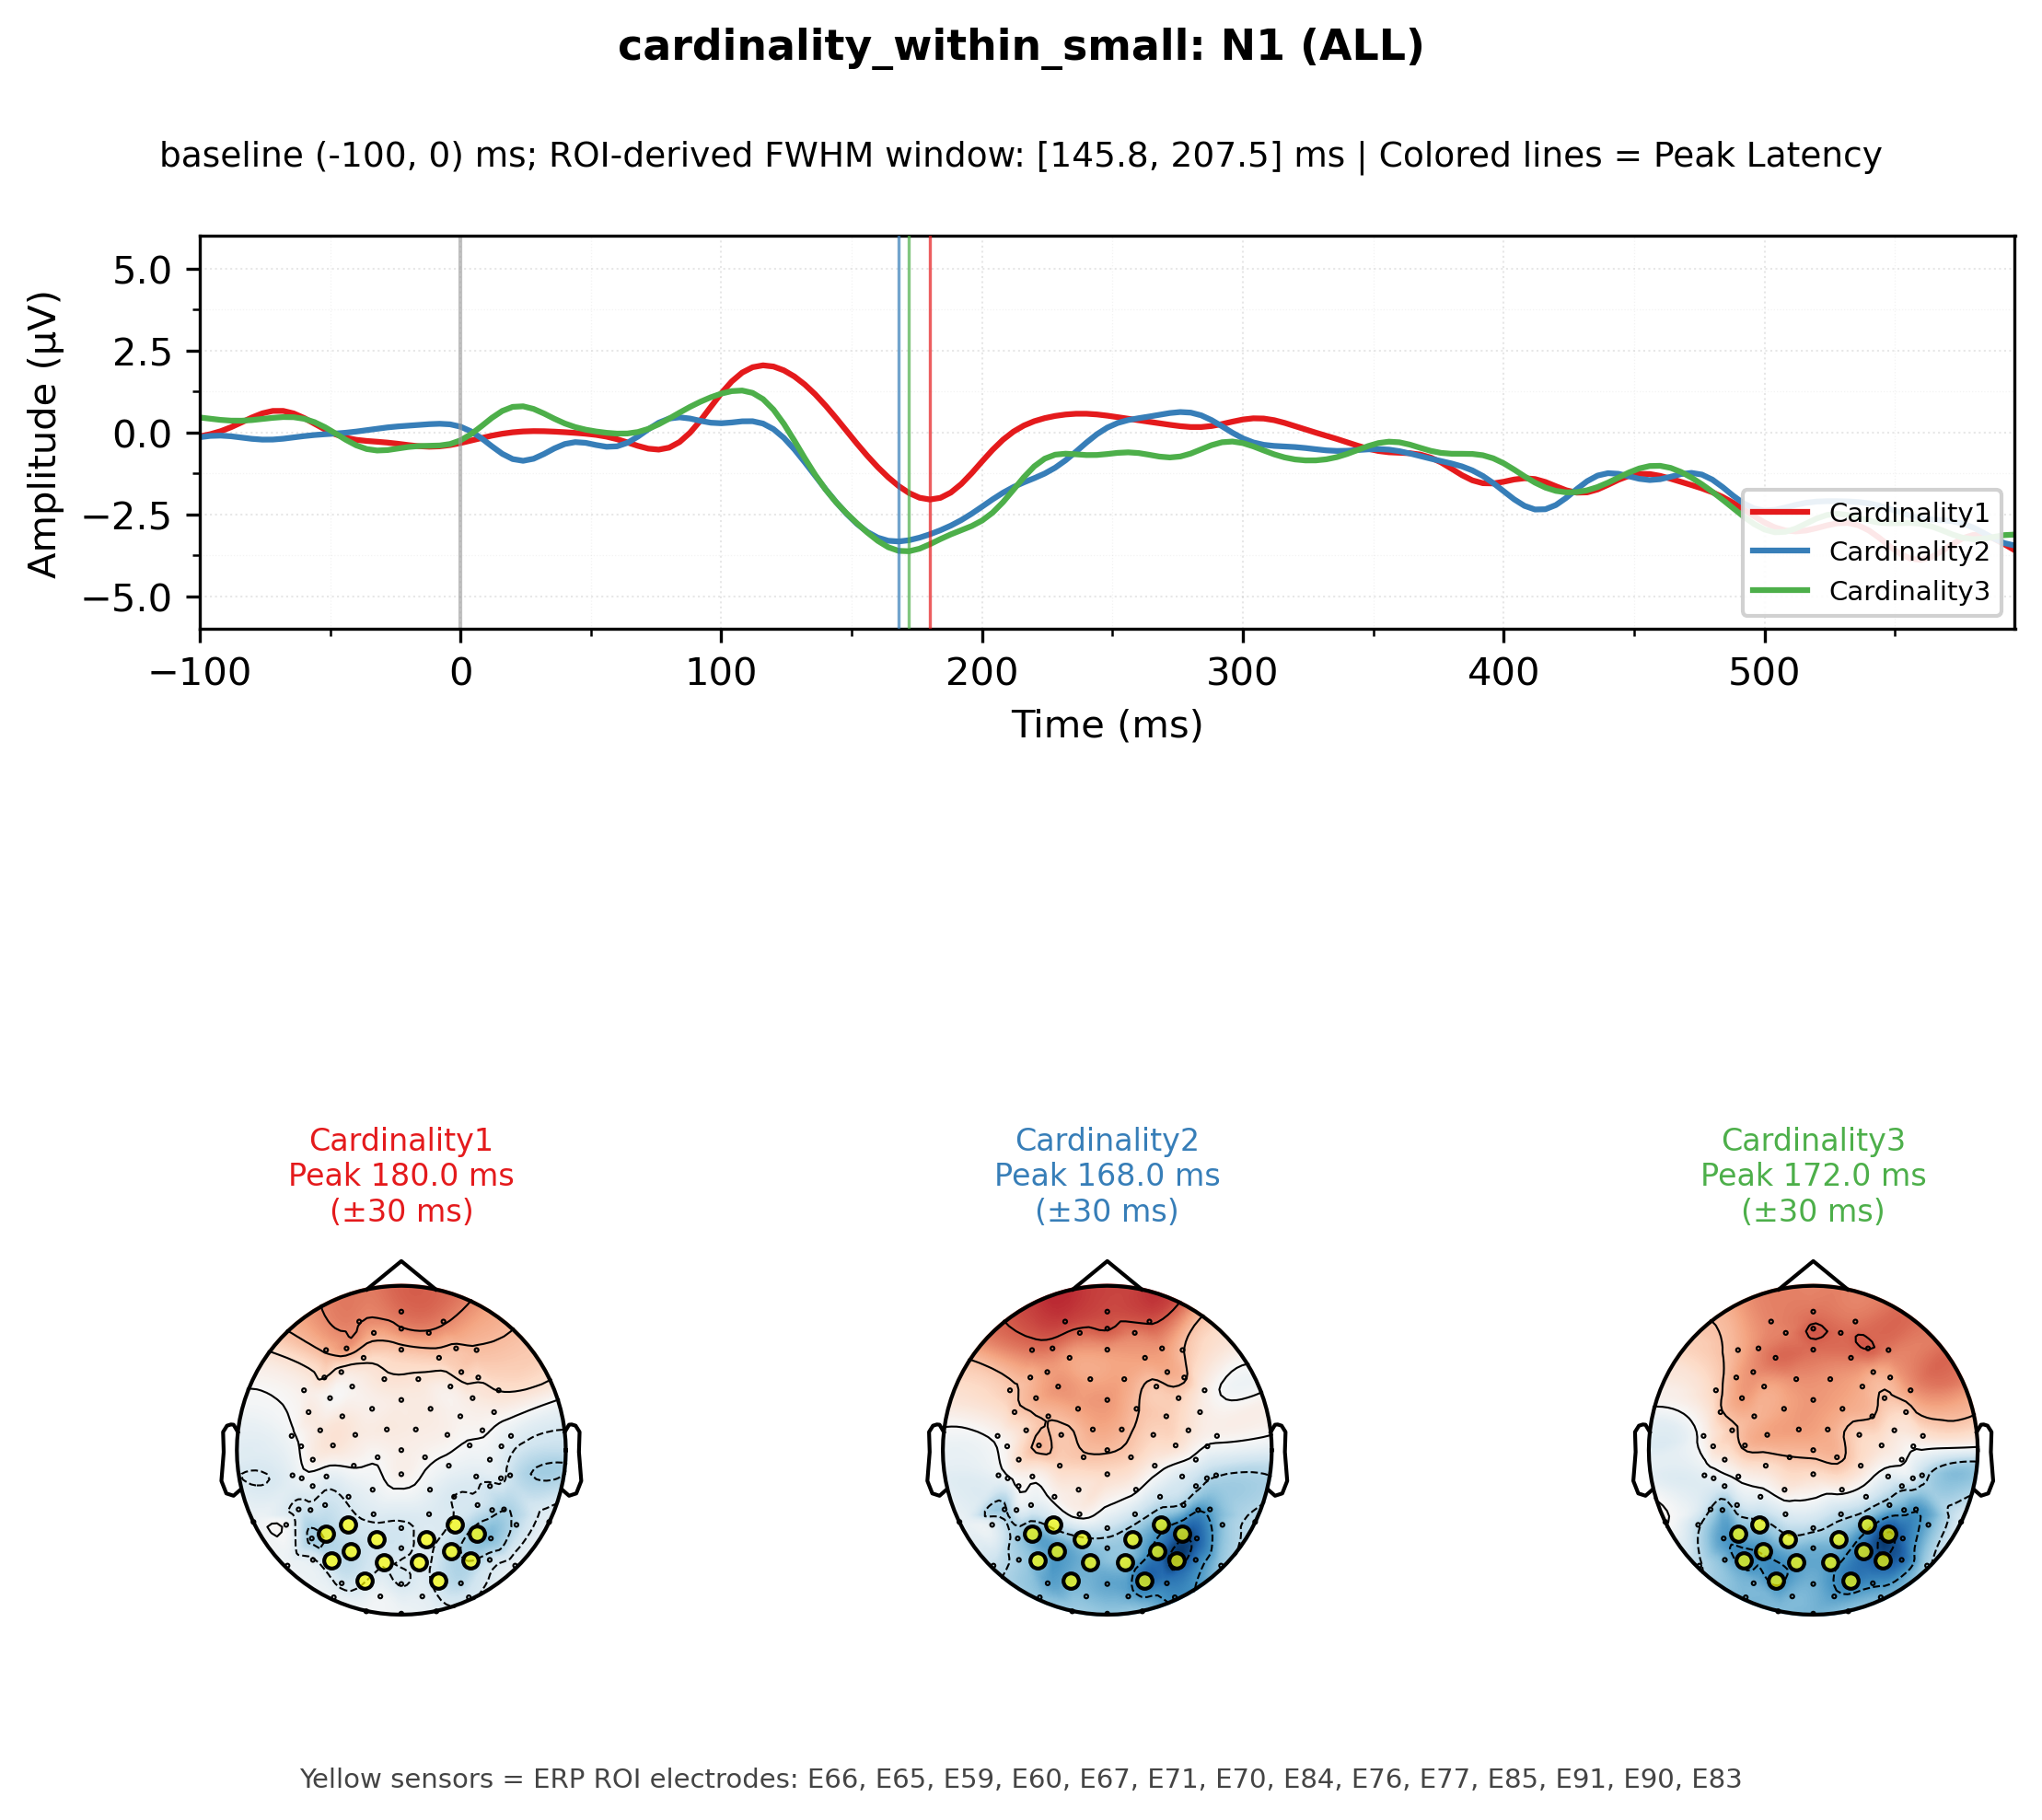 cardinality_within_small: N1 (ALL)
baseline (-100, 0) ms; ROI-derived FWHM window: [145.8, 207.5] ms | Colored lines = Peak Latency
Amplitude (µV)
5.0
2.5
0.0
−2.5
−5.0
Cardinality1
Cardinality2
Cardinality3
−100
0
100
200
300
400
500
Time (ms)
Cardinality1
Peak 180.0 ms
(±30 ms)
Cardinality2
Peak 168.0 ms
(±30 ms)
Cardinality3
Peak 172.0 ms
(±30 ms)
Yellow sensors = ERP ROI electrodes: E66, E65, E59, E60, E67, E71, E70, E84, E76, E77, E85, E91, E90, E83